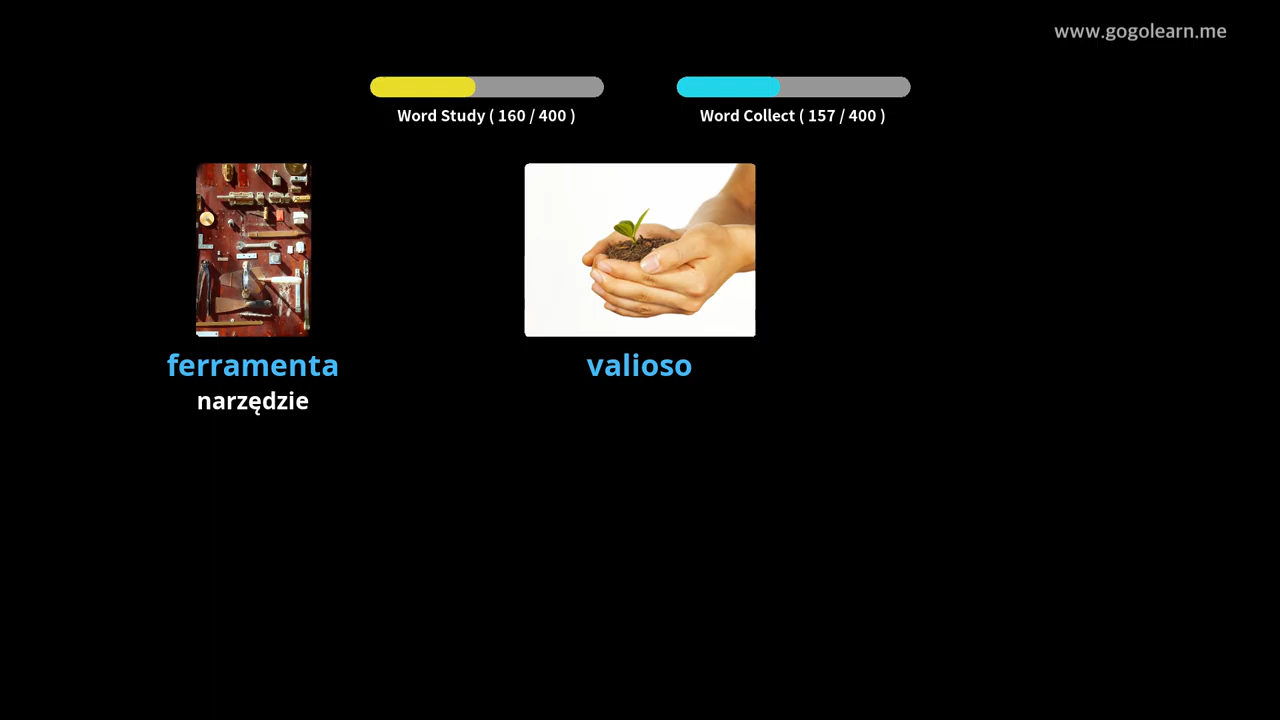 www.gogolearn.me
Word Study ( 160 / 400 )
Word Collect ( 157 / 400 )
ferramenta
narzędzie
valioso